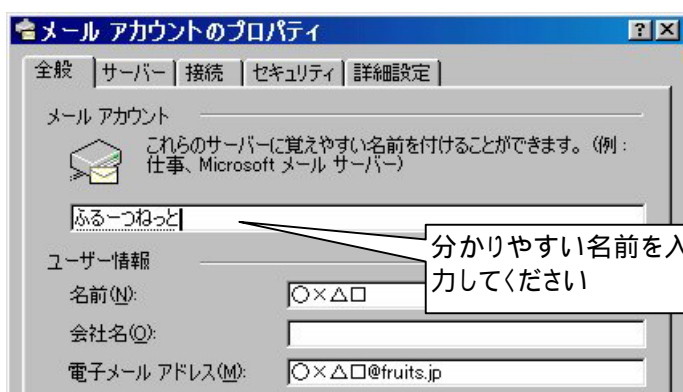 メール アカウントのプロパティ
全般 サーバー 接続 セキュリティ 詳細設定
メール アカウント
これらのサーバーに覚えやすい名前を付けることができます。(例:
仕事、Microsoft メール サーバー)
ふるーつねっと
分かりやすい名前を入
力してください
ユーザー情報
名前(N): ○×△□
会社名(O):
電子メール アドレス(M): ○×△□@fruits.jp